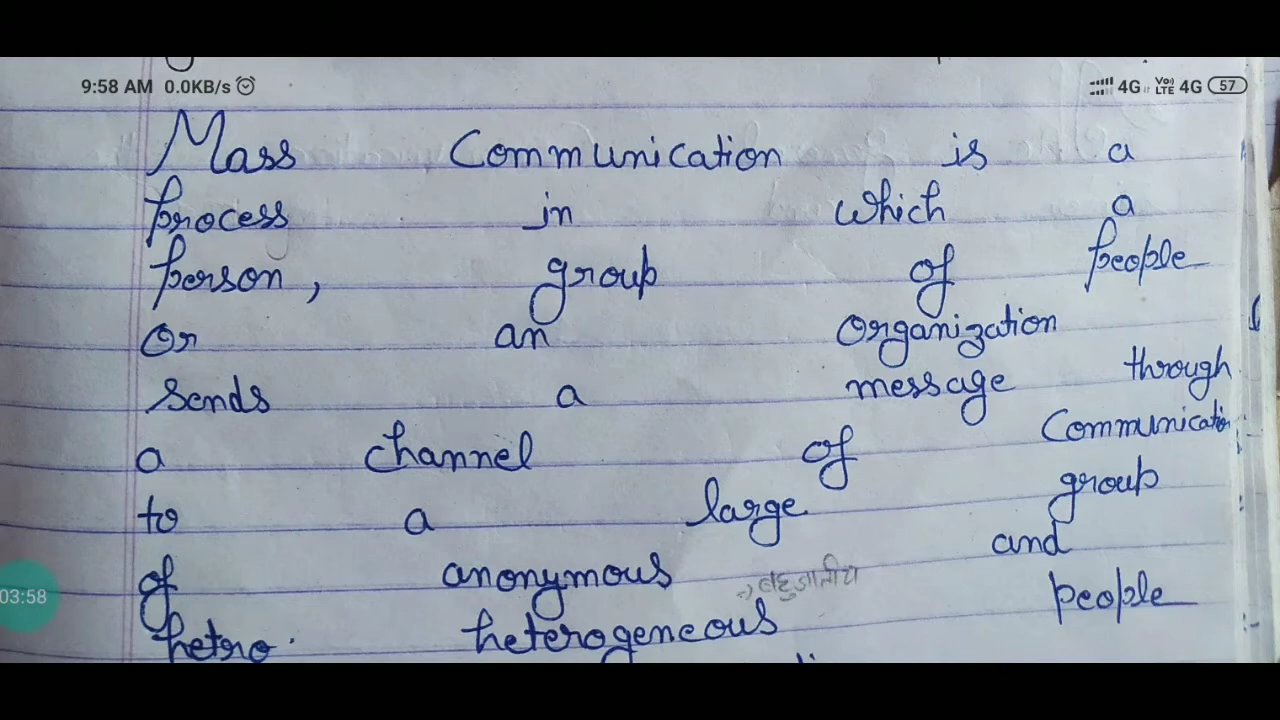 9:58 AM 0.0KB/s 4G VoLTE 4G 57
Mass Communication is a
process in which a
person, group of people
or an organization
sends a message through
a channel of Communication
to a large group
of anonymous and
बहुजातीय
hetro. heterogeneous people
03:58